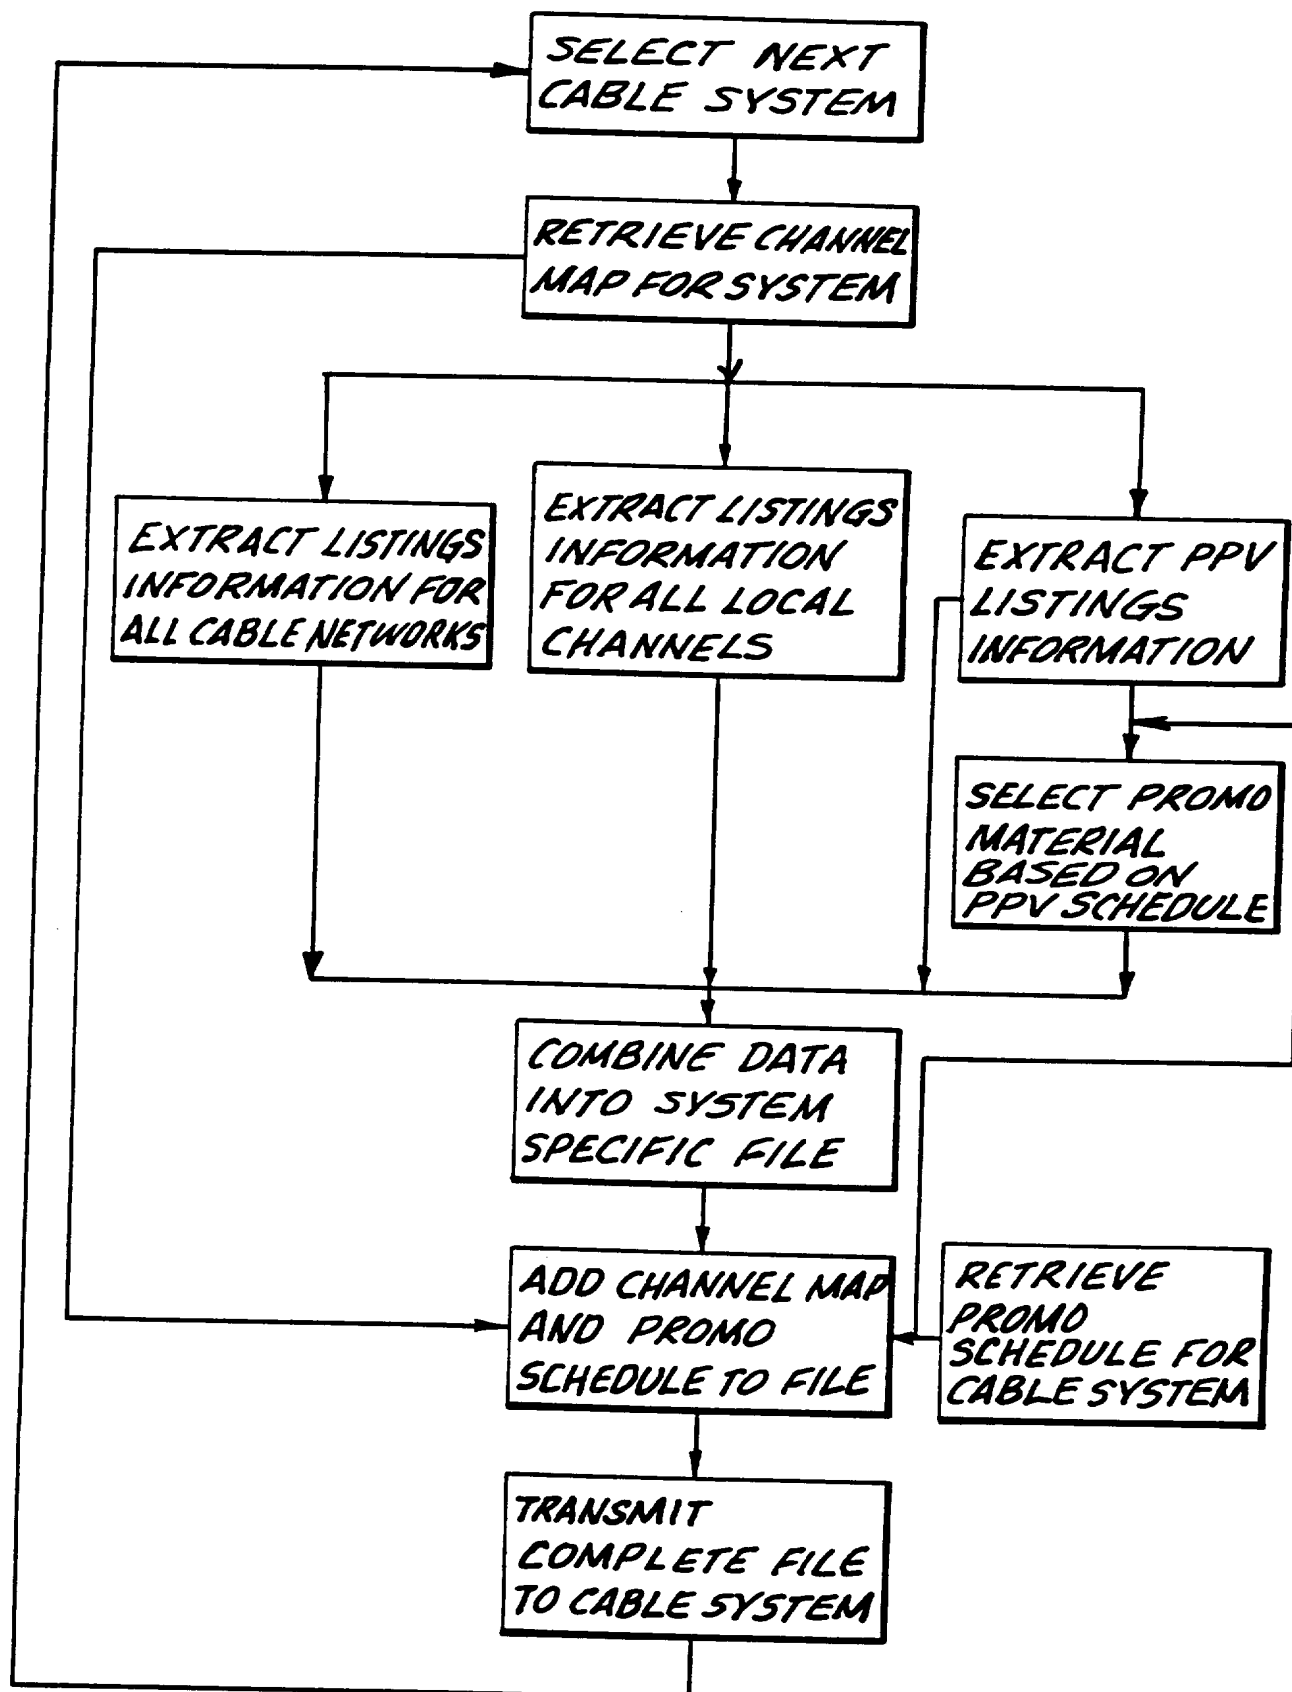 SELECT NEXT
CABLE SYSTEM
RETRIEVE CHANNEL
MAP FOR SYSTEM
EXTRACT LISTINGS
INFORMATION FOR
ALL CABLE NETWORKS
EXTRACT LISTINGS
INFORMATION
FOR ALL LOCAL
CHANNELS
EXTRACT PPV
LISTINGS
INFORMATION
SELECT PROMO
MATERIAL
BASED ON
PPV SCHEDULE
COMBINE DATA
INTO SYSTEM
SPECIFIC FILE
ADD CHANNEL MAP
AND PROMO
SCHEDULE TO FILE
RETRIEVE
PROMO
SCHEDULE FOR
CABLE SYSTEM
TRANSMIT
COMPLETE FILE
TO CABLE SYSTEM